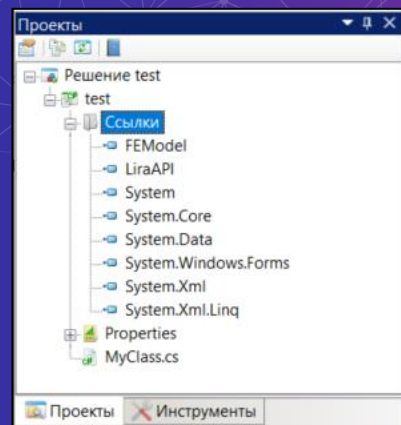 Проекты
Решение test
test
Ссылки
FEModel
LiraAPI
System
System.Core
System.Data
System.Windows.Forms
System.Xml
System.Xml.Linq
Properties
MyClass.cs
Проекты Инструменты